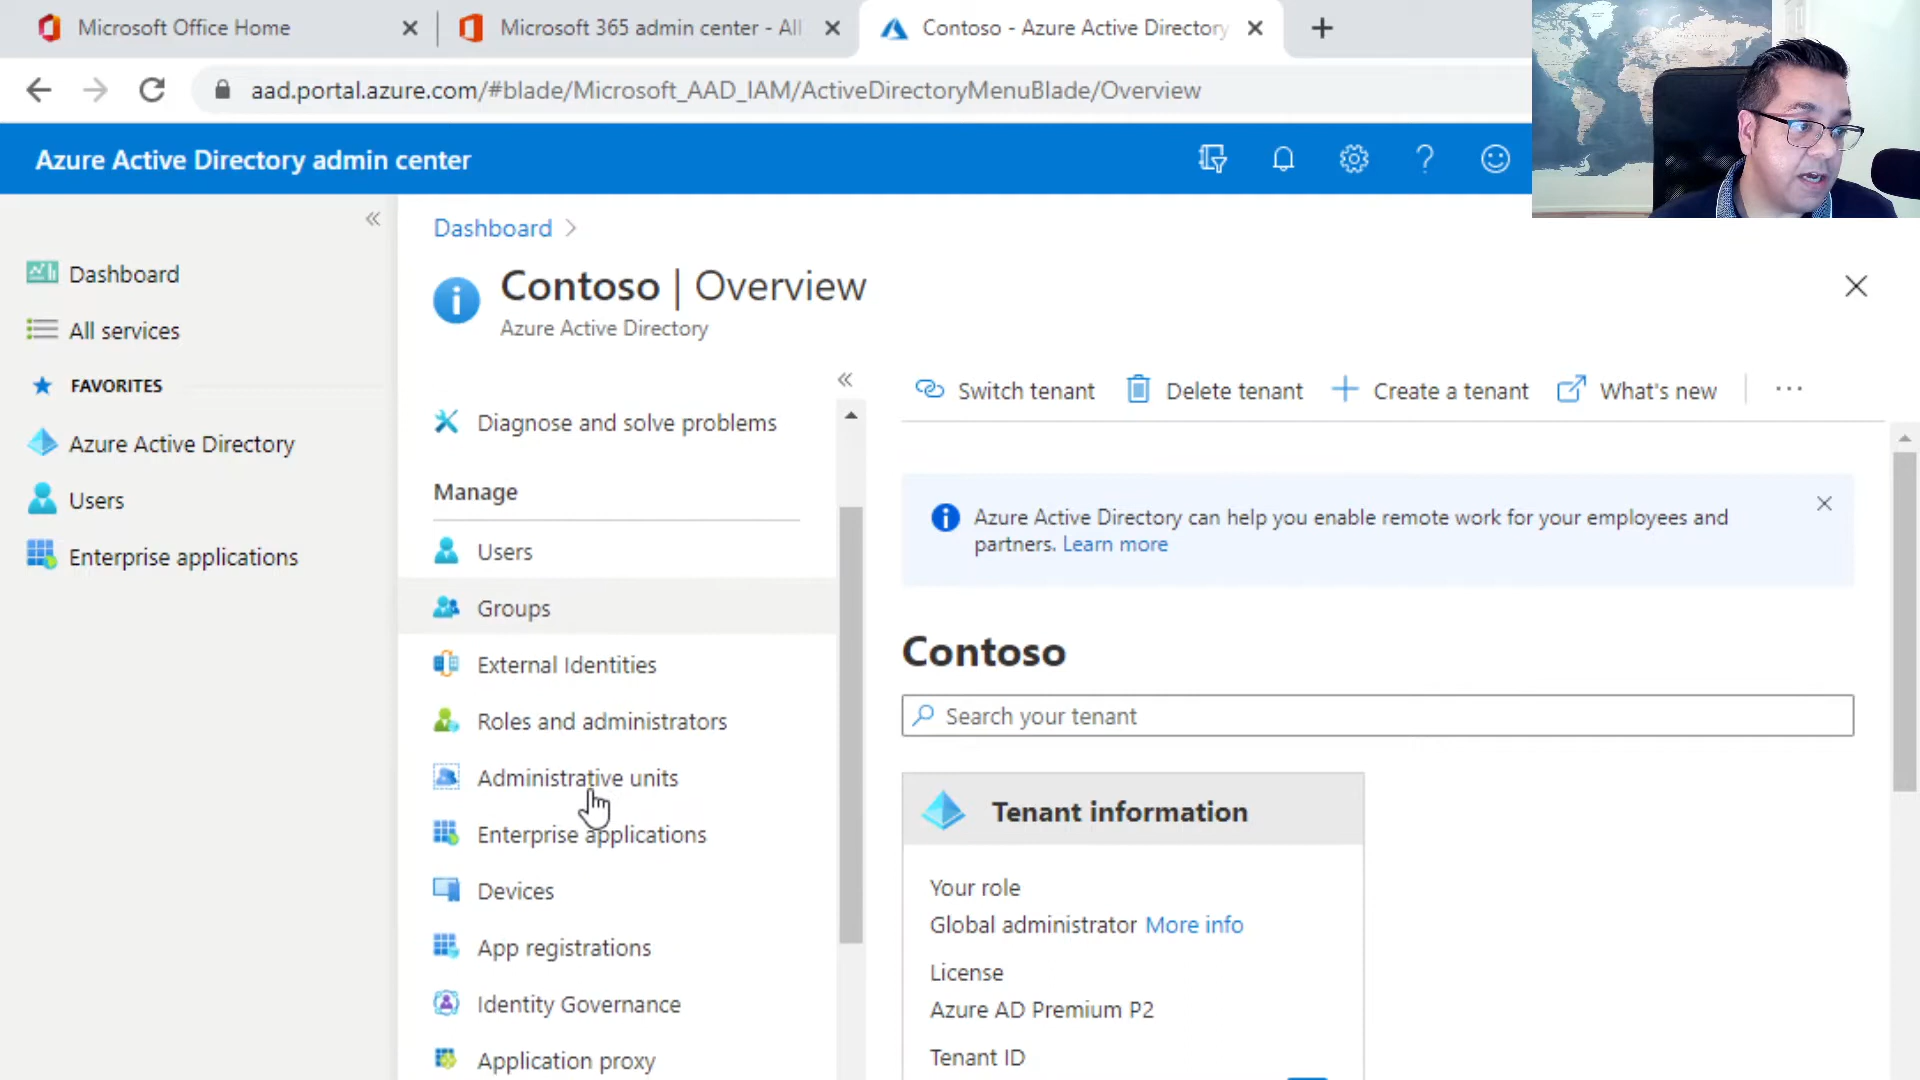 Microsoft Office Home
Microsoft 365 admin center - All
Contoso - Azure Active Directory
aad.portal.azure.com/#blade/Microsoft_AAD_IAM/ActiveDirectoryMenuBlade/Overview
Azure Active Directory admin center
Dashboard
All services
FAVORITES
Azure Active Directory
Users
Enterprise applications
Dashboard >
Contoso | Overview
Azure Active Directory
Diagnose and solve problems
Manage
Users
Groups
External Identities
Roles and administrators
Administrative units
Enterprise applications
Devices
App registrations
Identity Governance
Application proxy
Switch tenant
Delete tenant
Create a tenant
What's new
Azure Active Directory can help you enable remote work for your employees and
partners. Learn more
Contoso
Search your tenant
Tenant information
Your role
Global administrator More info
License
Azure AD Premium P2
Tenant ID